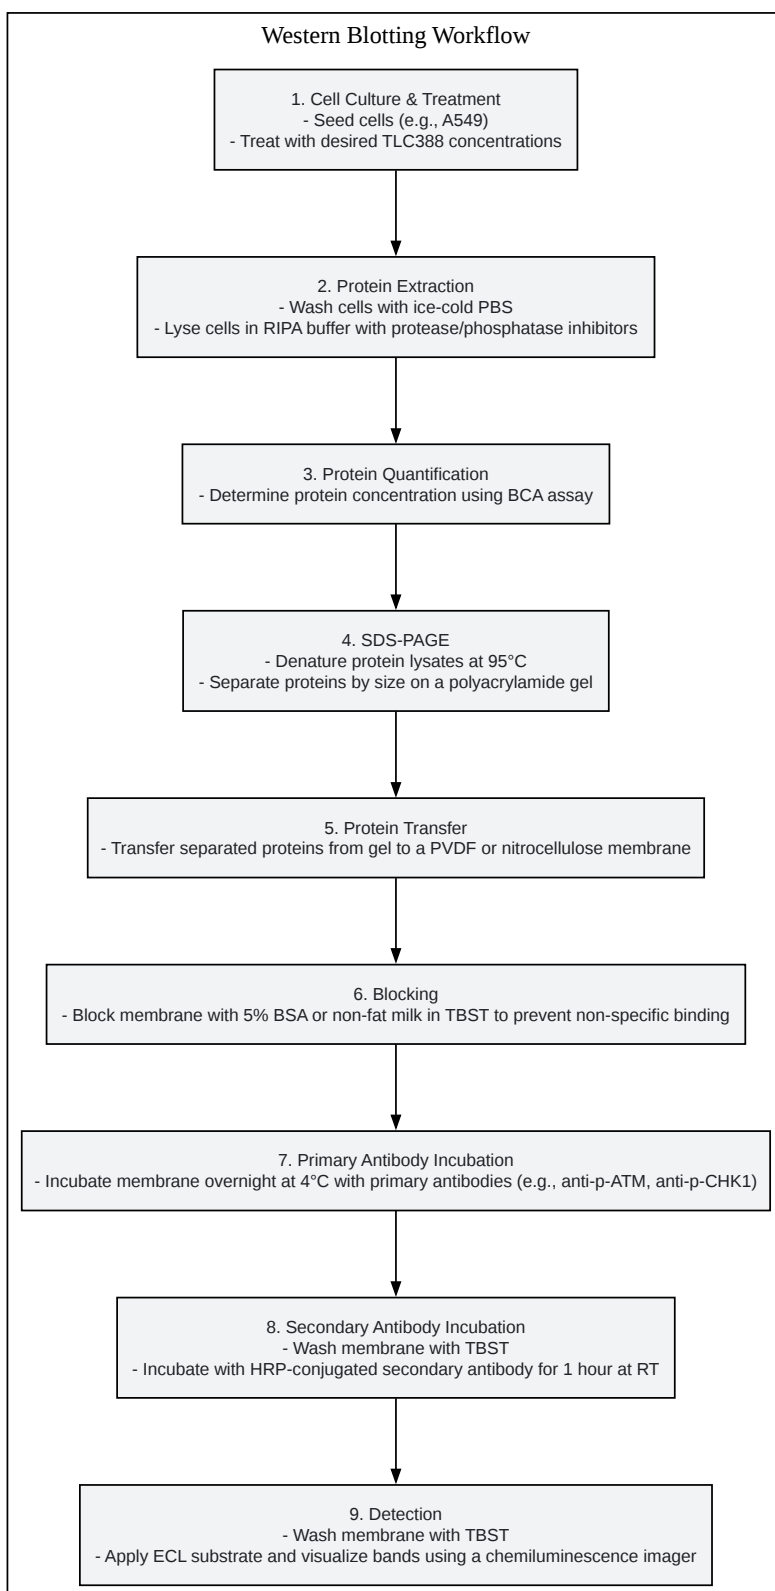 Western Blotting Workflow
1. Cell Culture & Treatment
- Seed cells (e.g., A549)
- Treat with desired TLC388 concentrations
2. Protein Extraction
- Wash cells with ice-cold PBS
- Lyse cells in RIPA buffer with protease/phosphatase inhibitors
3. Protein Quantification
- Determine protein concentration using BCA assay
4. SDS-PAGE
- Denature protein lysates at 95°C
- Separate proteins by size on a polyacrylamide gel
5. Protein Transfer
- Transfer separated proteins from gel to a PVDF or nitrocellulose membrane
6. Blocking
- Block membrane with 5% BSA or non-fat milk in TBST to prevent non-specific binding
7. Primary Antibody Incubation
- Incubate membrane overnight at 4°C with primary antibodies (e.g., anti-p-ATM, anti-p-CHK1)
8. Secondary Antibody Incubation
- Wash membrane with TBST
- Incubate with HRP-conjugated secondary antibody for 1 hour at RT
9. Detection
- Wash membrane with TBST
- Apply ECL substrate and visualize bands using a chemiluminescence imager